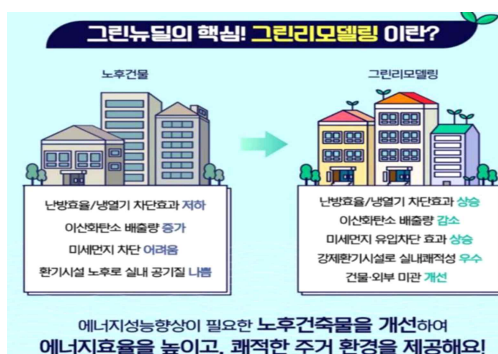 그린뉴딜의 핵심! 그린리모델링 이란?
노후건물
그린리모델링
난방효율/냉열기 차단효과 저하
이산화탄소 배출량 증가
미세먼지 차단 어려움
환기시설 노후로 실내 공기질 나쁨
난방효율/냉열기 차단효과 상승
이산화탄소 배출량 감소
미세먼지 유입차단 효과 상승
강제환기시설로 실내쾌적성 우수
건물·외부 미관 개선
에너지성능향상이 필요한 노후건축물을 개선하여
에너지효율을 높이고, 쾌적한 주거 환경을 제공해요!